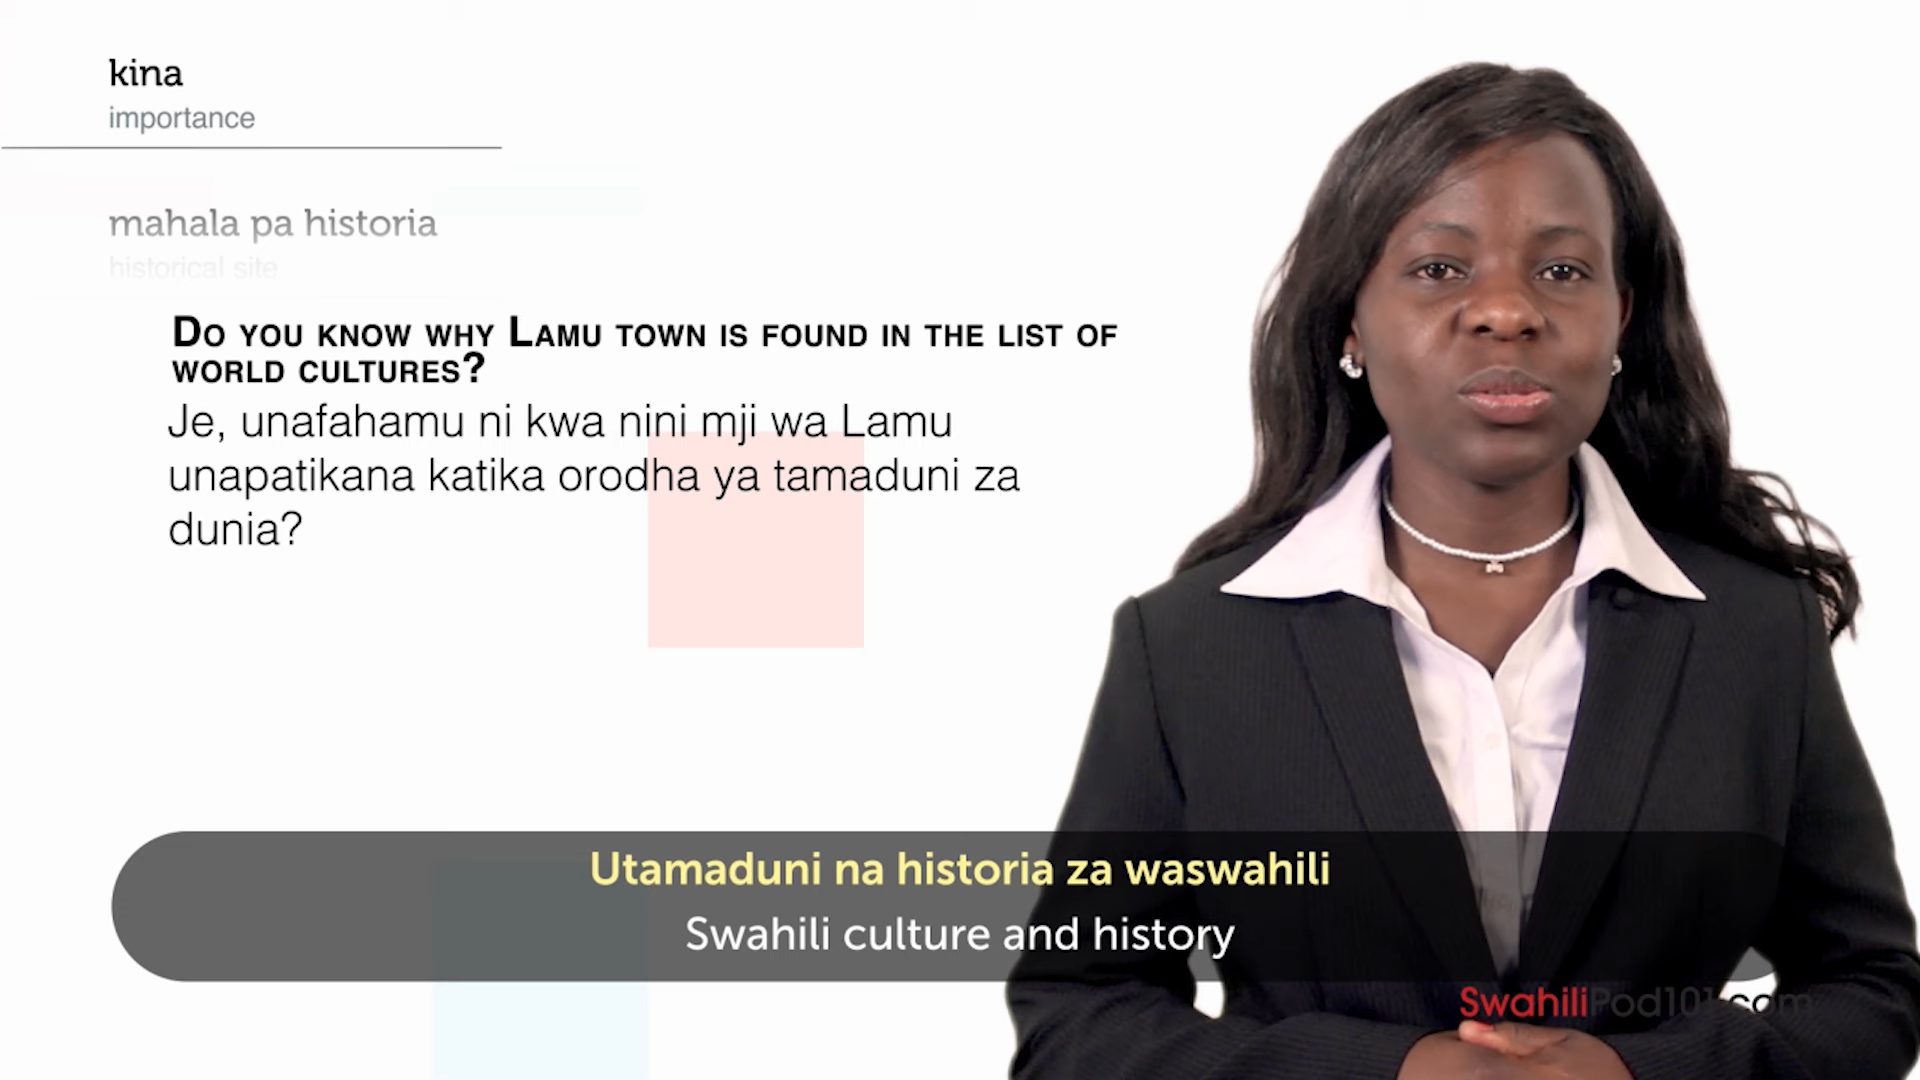 kina
importance
mahala pa historia
historical site
Do you know why Lamu town is found in the list of
world cultures?
Je, unafahamu ni kwa nini mji wa Lamu
unapatikana katika orodha ya tamaduni za
dunia?
Utamaduni na historia za waswahili
Swahili culture and history
SwahiliPod101.com